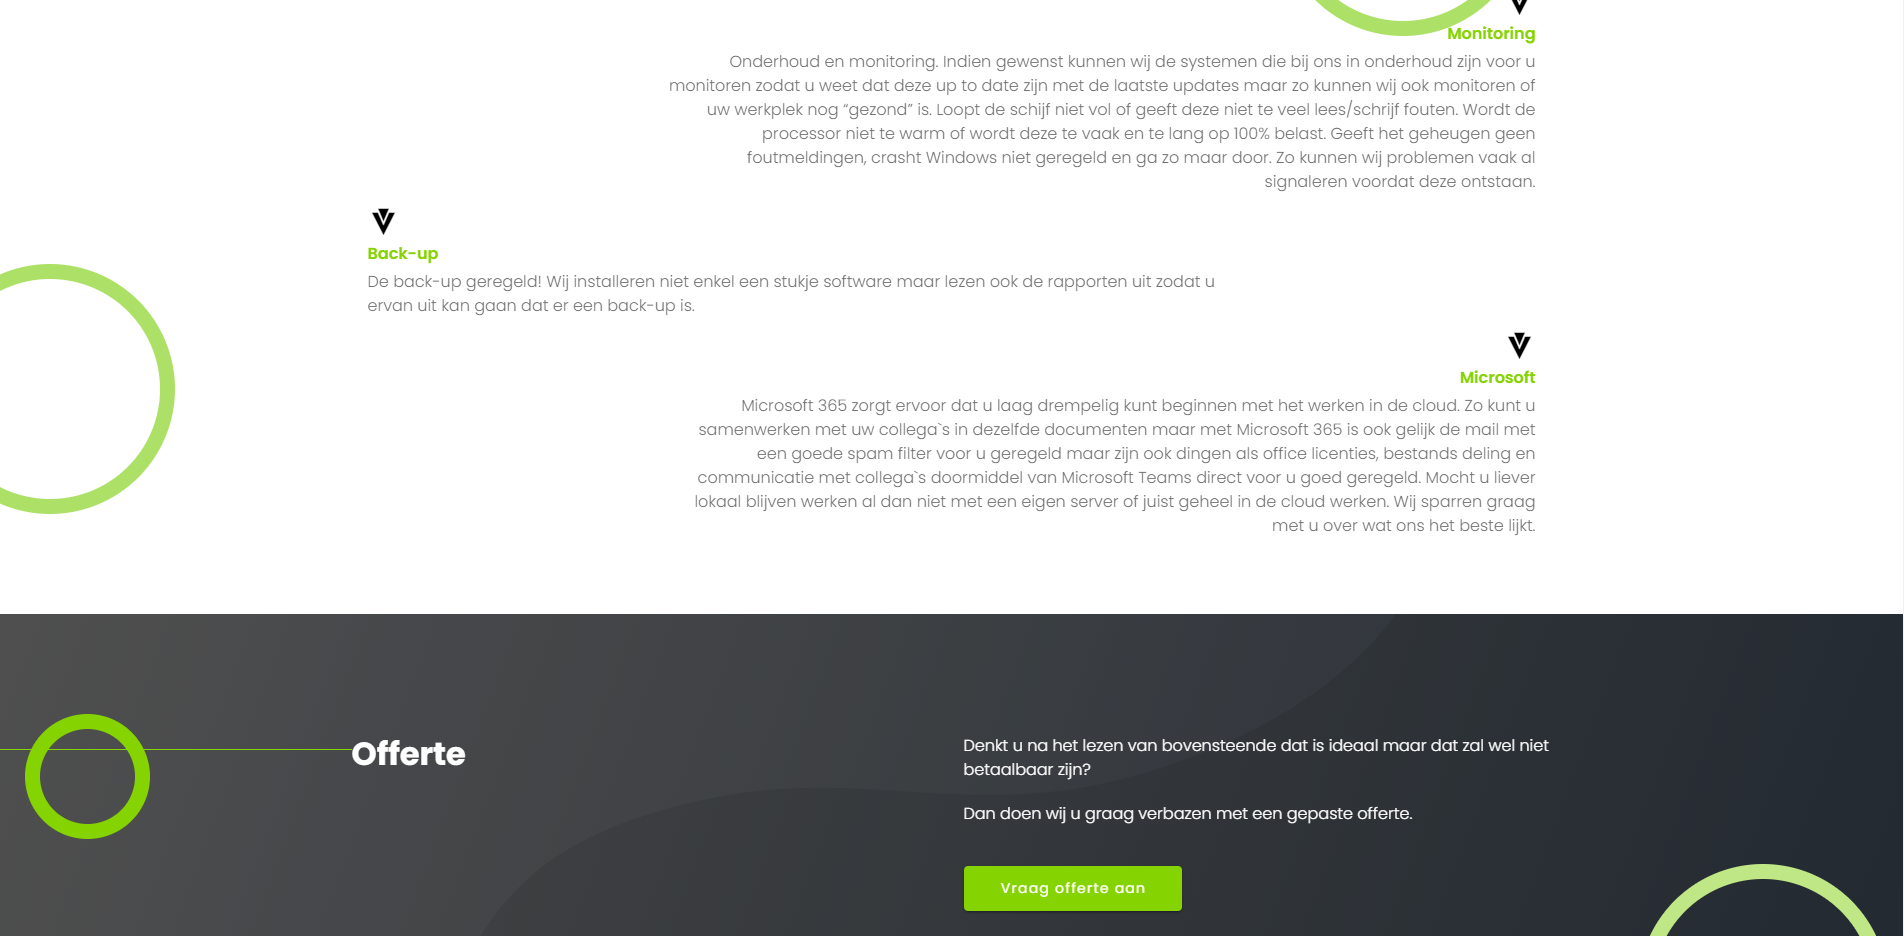 Monitoring
Onderhoud en monitoring. Indien gewenst kunnen wij de systemen die bij ons in onderhoud zijn voor u
monitoren zodat u weet dat deze up to date zijn met de laatste updates maar zo kunnen wij ook monitoren of
uw werkplek nog “gezond” is. Loopt de schijf niet vol of geeft deze niet te veel lees/schrijf fouten. Wordt de
processor niet te warm of wordt deze te vaak en te lang op 100% belast. Geeft het geheugen geen
foutmeldingen, crasht Windows niet geregeld en ga zo maar door. Zo kunnen wij problemen vaak al
signaleren voordat deze ontstaan.
Back-up
De back-up geregeld! Wij installeren niet enkel een stukje software maar lezen ook de rapporten uit zodat u
ervan uit kan gaan dat er een back-up is.
Microsoft
Microsoft 365 zorgt ervoor dat u laag drempelig kunt beginnen met het werken in de cloud. Zo kunt u
samenwerken met uw collega`s in dezelfde documenten maar met Microsoft 365 is ook gelijk de mail met
een goede spam filter voor u geregeld maar zijn ook dingen als office licenties, bestands deling en
communicatie met collega`s doormiddel van Microsoft Teams direct voor u goed geregeld. Mocht u liever
lokaal blijven werken al dan niet met een eigen server of juist geheel in de cloud werken. Wij sparren graag
met u over wat ons het beste lijkt.
Offerte
Denkt u na het lezen van bovensteende dat is ideaal maar dat zal wel niet
betaalbaar zijn?
Dan doen wij u graag verbazen met een gepaste offerte.
Vraag offerte aan